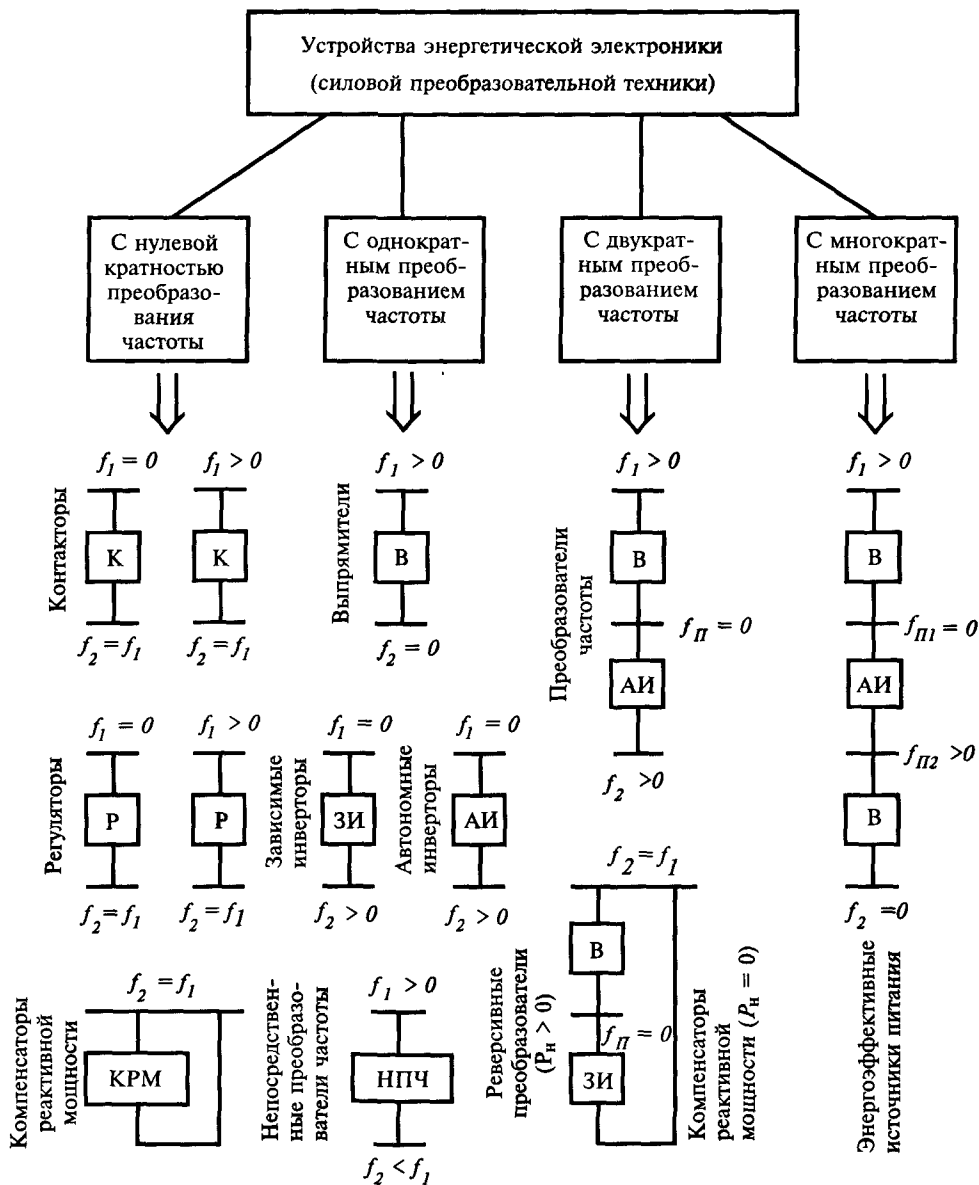 Устройства энергетической электроники
(силовой преобразовательной техники)
С нулевой
кратностью
преобразо-
вания
частоты
С однократ-
ным преоб-
разованием
частоты
С двукрат-
ным преоб-
разованием
частоты
С многократ-
ным преоб-
разованием
частоты
Контакторы
f1 = 0
К
f2 = f1
f1 > 0
К
f2 = f1
Выпрямители
f1 > 0
В
f2 = 0
Преобразователи
частоты
f1 > 0
В
fП = 0
АИ
f2 >0
f1 > 0
В
fП1 = 0
АИ
fП2 >0
В
f2 =0
Энергоэффективные
источники питания
Регуляторы
f1 = 0
Р
f2 = f1
f1 > 0
Р
f2 = f1
Зависимые
инверторы
f1 = 0
ЗИ
f2 > 0
Автономные
инверторы
f1 = 0
АИ
f2 > 0
Компенсаторы
реактивной
мощности
f2 = f1
КРМ
Непосредствен-
ные преобразо-
ватели частоты
f1 > 0
НПЧ
f2 < f1
Реверсивные
преобразователи
(Pн > 0)
f2 = f1
В
fП = 0
ЗИ
Компенсаторы
реактивной
мощности (Pн = 0)